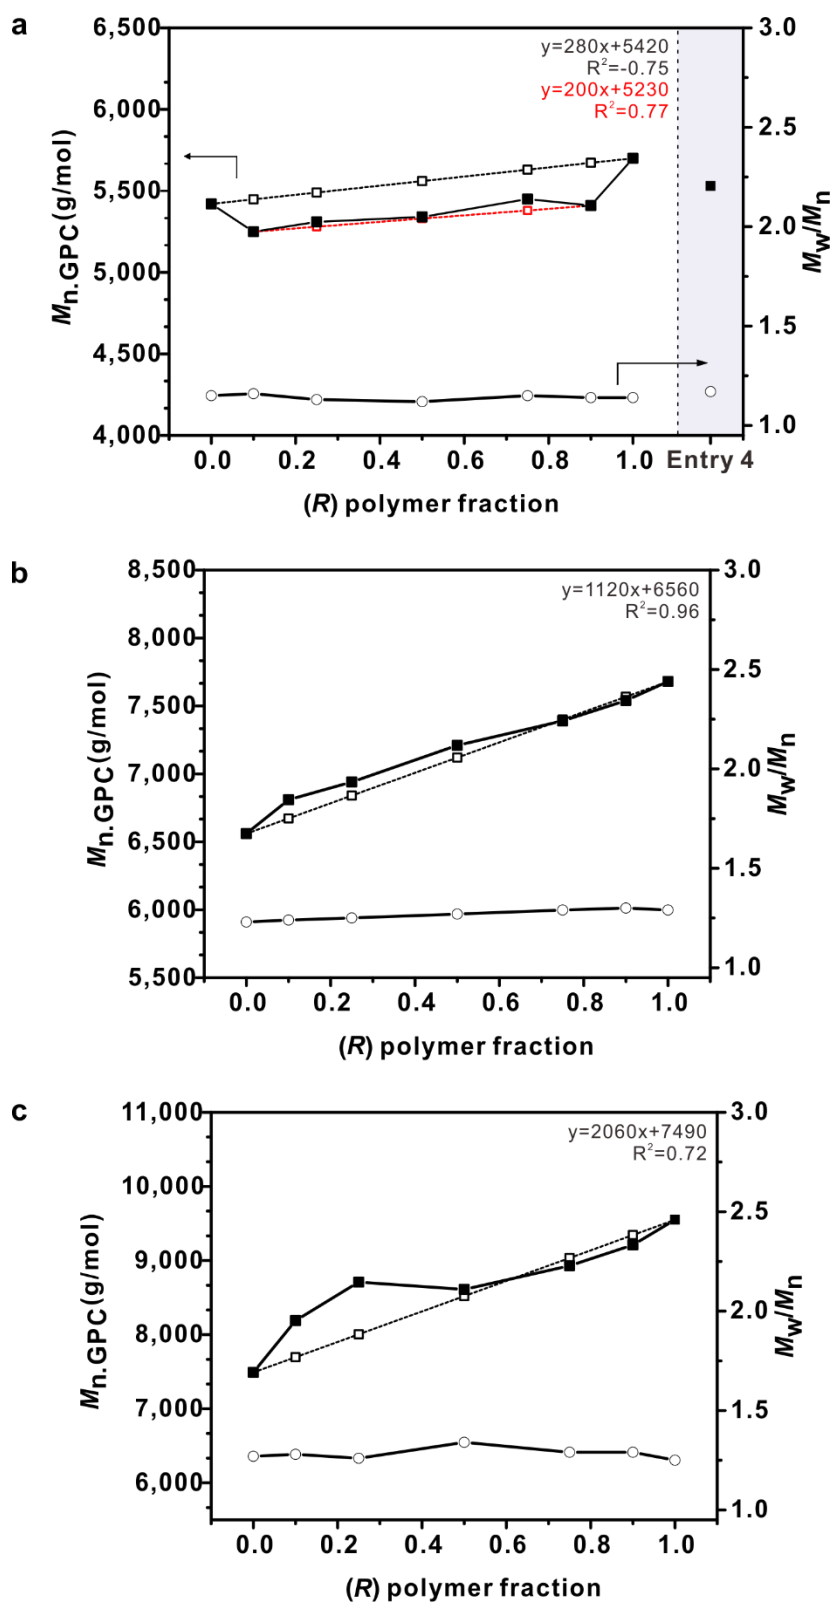 a
6,500
6,000
5,500
5,000
4,500
4,000
Mn.GPC(g/mol)
y=280x+5420
R²=-0.75
y=200x+5230
R²=0.77
3.0
2.5
2.0
1.5
1.0
Mw/Mn
0.0 0.2 0.4 0.6 0.8 1.0 Entry 4
(R) polymer fraction
b
8,500
8,000
7,500
7,000
6,500
6,000
5,500
Mn.GPC(g/mol)
y=1120x+6560
R²=0.96
3.0
2.5
2.0
1.5
1.0
Mw/Mn
0.0 0.2 0.4 0.6 0.8 1.0
(R) polymer fraction
c
11,000
10,000
9,000
8,000
7,000
6,000
Mn.GPC(g/mol)
y=2060x+7490
R²=0.72
3.0
2.5
2.0
1.5
1.0
Mw/Mn
0.0 0.2 0.4 0.6 0.8 1.0
(R) polymer fraction